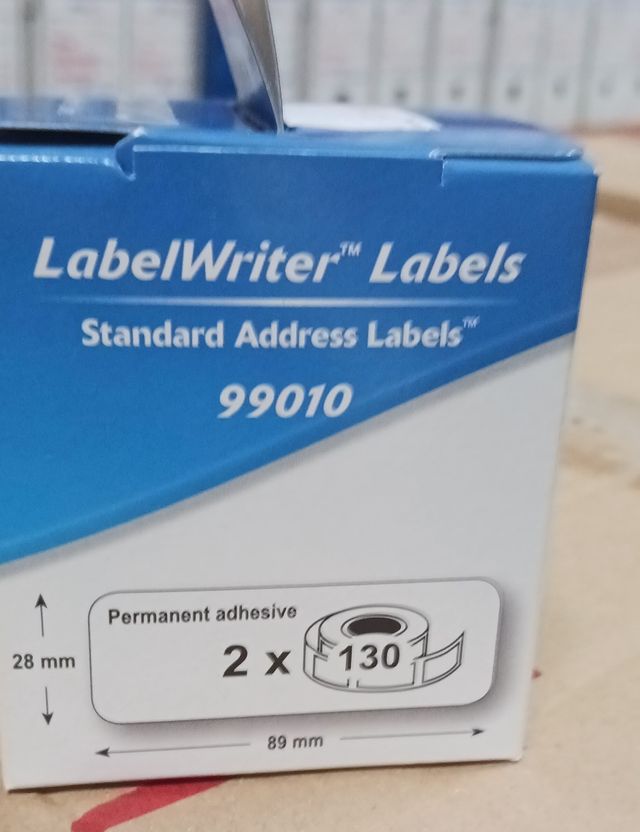 LabelWriter™ Labels
Standard Address Labels™
99010
Permanent adhesive
2 x 130
28 mm
89 mm